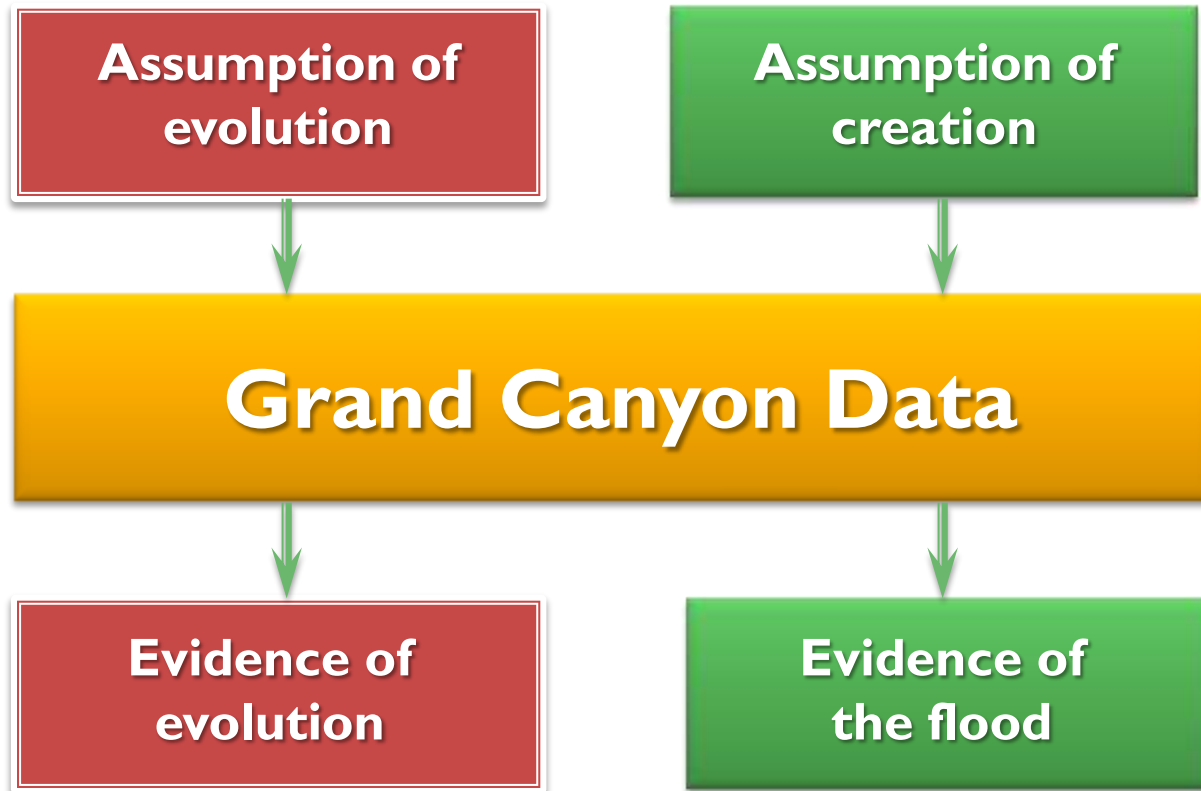 Assumption of
evolution
Assumption of
creation
Grand Canyon Data
Evidence of
evolution
Evidence of
the flood